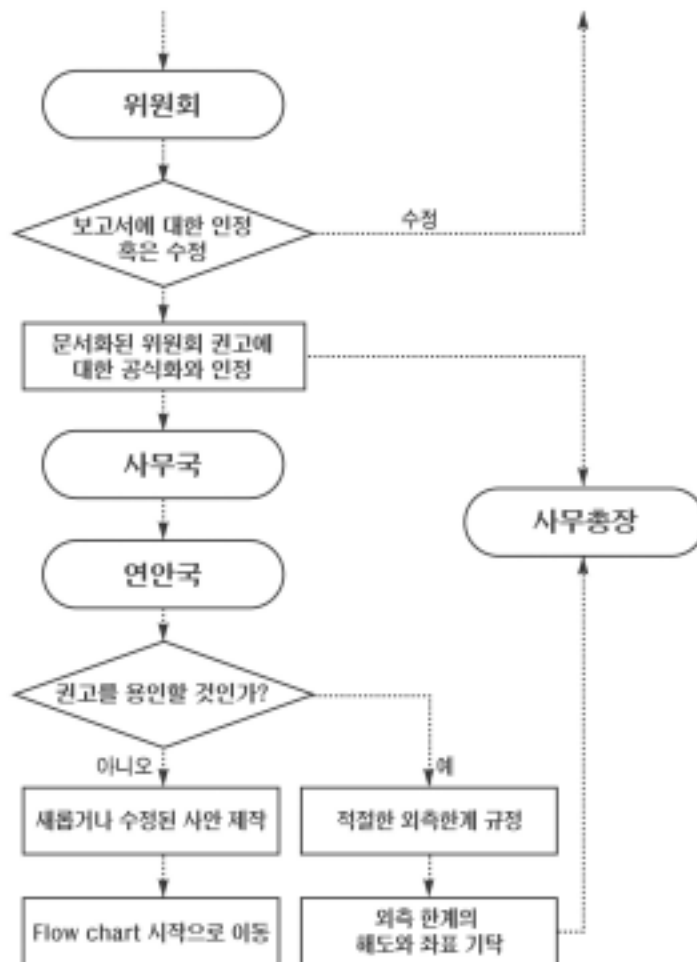 위원회
보고서에 대한 인정
혹은 수정
수정
문서화된 위원회 권고에
대한 공식화와 인정
사무국
사무총장
연안국
권고를 용인할 것인가?
아니오
예
새롭거나 수정된 사안 제작
적절한 외측한계 규정
Flow chart 시작으로 이동
외측 한계의
해도와 좌표 기탁